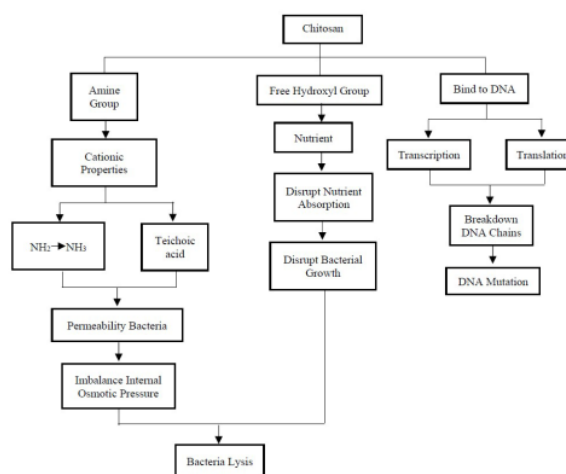 Chitosan
Amine
Group
Free Hydroxyl Group
Bind to DNA
Cationic
Properties
Nutrient
Transcription
Translation
Disrupt Nutrient
Absorption
NH₂→NH₃
Teichoic
acid
Breakdown
DNA Chains
Disrupt Bacterial
Growth
DNA Mutation
Permeability Bacteria
Imbalance Internal
Osmotic Pressure
Bacteria Lysis